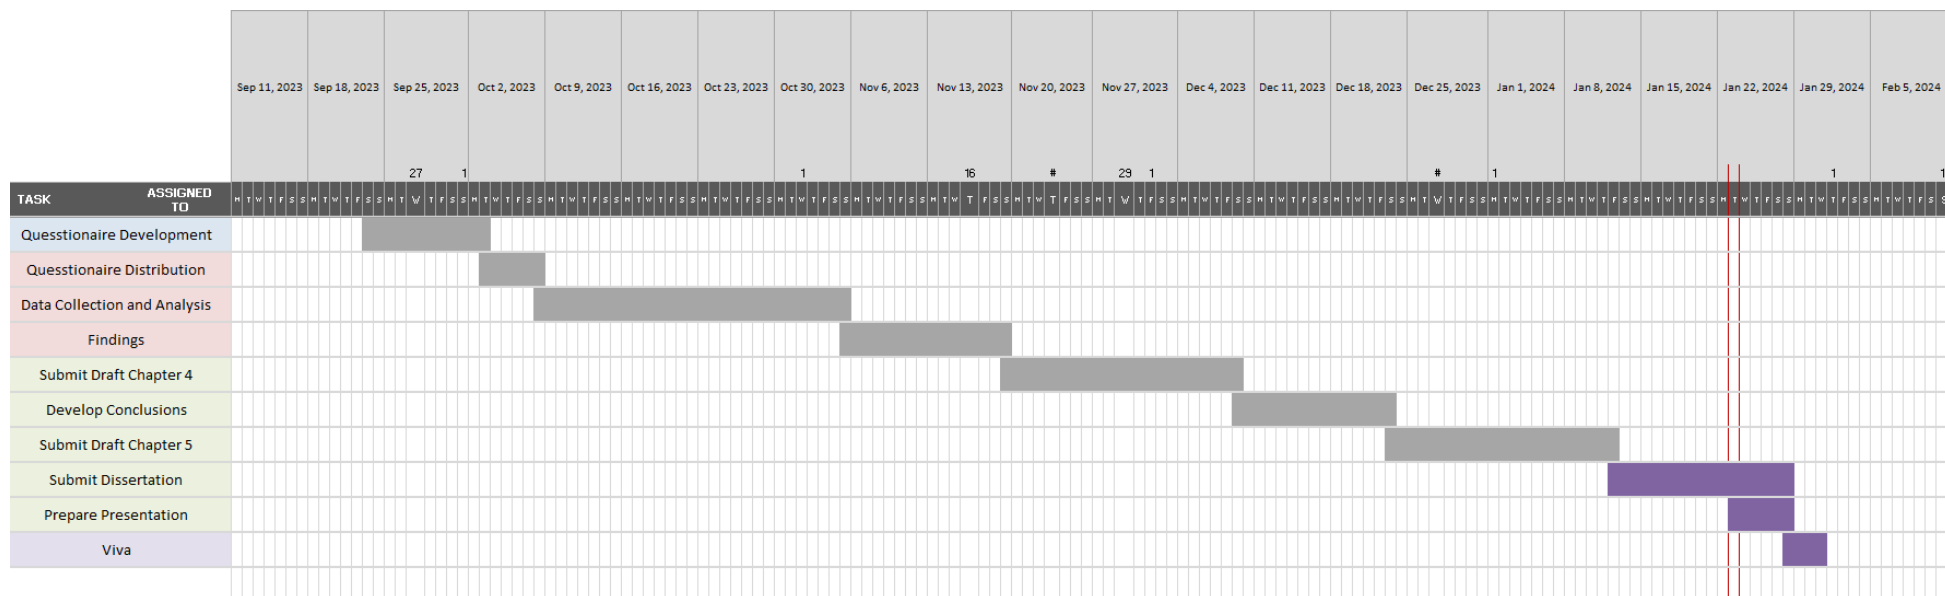 Sep 11, 2023 Sep 18, 2023 Sep 25, 2023 Oct 2, 2023 Oct 9, 2023 Oct 16, 2023 Oct 23, 2023 Oct 30, 2023 Nov 6, 2023 Nov 13, 2023 Nov 20, 2023 Nov 27, 2023 Dec 4, 2023 Dec 11, 2023 Dec 18, 2023 Dec 25, 2023 Jan 1, 2024 Jan 8, 2024 Jan 15, 2024 Jan 22, 2024 Jan 29, 2024 Feb 5, 2024
27 1 1 16 # 29 1 # 1 1 1
TASK ASSIGNED TO
M T W T F S S M T W T F S S M T W T F S S M T W T F S S M T W T F S S M T W T F S S M T W T F S S M T W T F S S M T W T F S S M T W T F S S M T W T F S S M T W T F S S M T W T F S S M T W T F S S M T W T F S S M T W T F S S M T W T F S S M T W T F S S M T W T F S S M T W T F S S M T W T F S S M T W T F S S
Quesstionaire Development
Quesstionaire Distribution
Data Collection and Analysis
Findings
Submit Draft Chapter 4
Develop Conclusions
Submit Draft Chapter 5
Submit Dissertation
Prepare Presentation
Viva